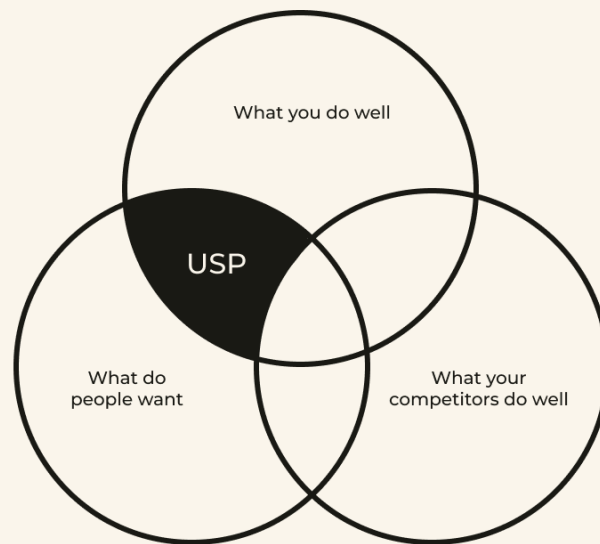 What you do well
USP
What do
people want
What your
competitors do well